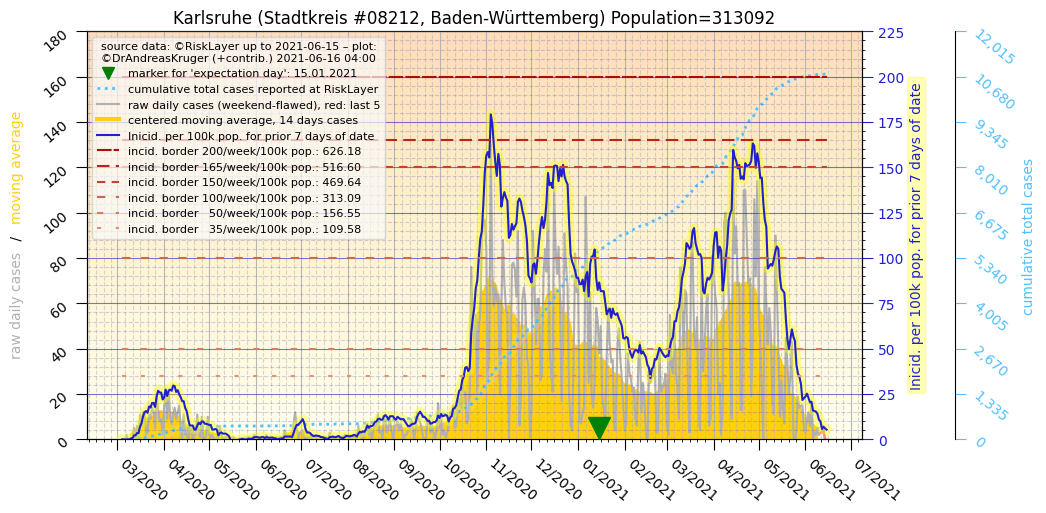 Karlsruhe (Stadtkreis #08212, Baden-Württemberg) Population=313092
source data: ©RiskLayer up to 2021-06-15 – plot:
©DrAndreasKruger (+contrib.) 2021-06-16 04:00
marker for 'expectation day': 15.01.2021
cumulative total cases reported at RiskLayer
raw daily cases (weekend-flawed), red: last 5
centered moving average, 14 days cases
Inicid. per 100k pop. for prior 7 days of date
incid. border 200/week/100k pop.: 626.18
incid. border 165/week/100k pop.: 516.60
incid. border 150/week/100k pop.: 469.64
incid. border 100/week/100k pop.: 313.09
incid. border 50/week/100k pop.: 156.55
incid. border 35/week/100k pop.: 109.58
raw daily cases / moving average
180
160
140
120
100
80
60
40
20
0
03/2020
04/2020
05/2020
06/2020
07/2020
08/2020
09/2020
10/2020
11/2020
12/2020
01/2021
02/2021
03/2021
04/2021
05/2021
06/2021
07/2021
225
200
175
150
125
100
75
50
25
0
Inicid. per 100k pop. for prior 7 days of date
12,015
10,680
9,345
8,010
6,675
5,340
4,005
2,670
1,335
0
cumulative total cases